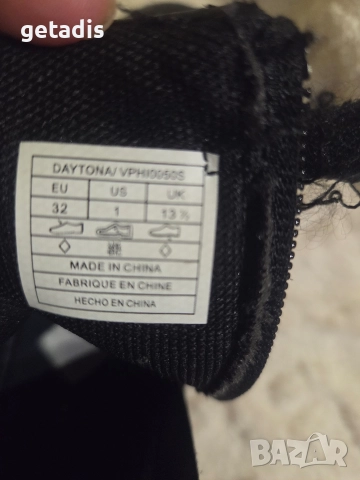 getadis
DAYTONA/ VPHI0050S
EU US UK
32 1 13 ½
MADE IN CHINA
FABRIQUE EN CHINE
HECHO EN CHINA
BAZAR